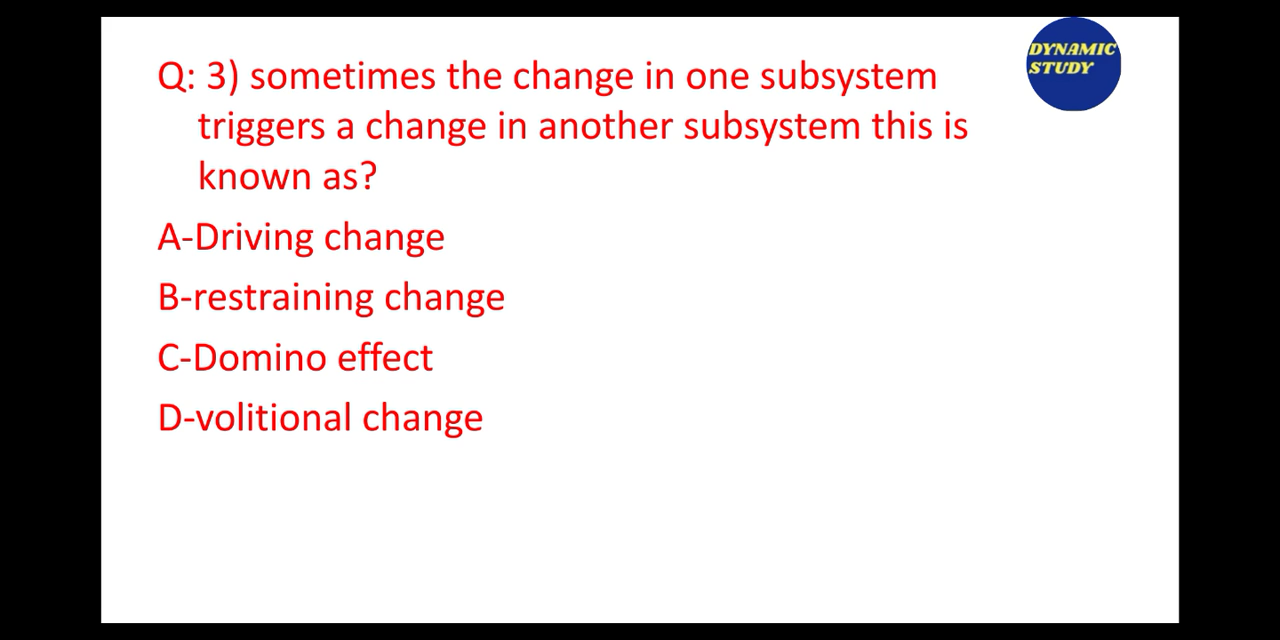 DYNAMIC
STUDY
Q: 3) sometimes the change in one subsystem
triggers a change in another subsystem this is
known as?
A-Driving change
B-restraining change
C-Domino effect
D-volitional change